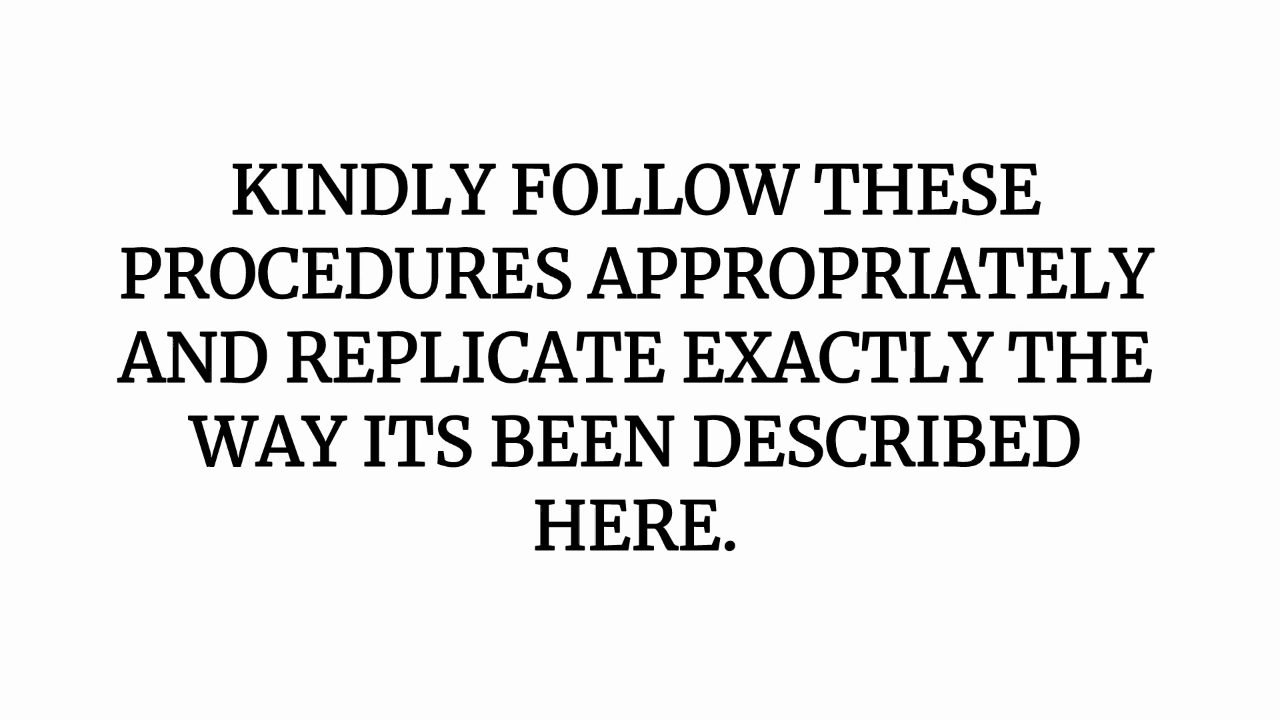 KINDLY FOLLOW THESE
PROCEDURES APPROPRIATELY
AND REPLICATE EXACTLY THE
WAY ITS BEEN DESCRIBED
HERE.